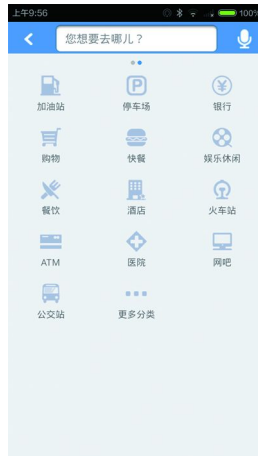 上午9:56
100%
您想要去哪儿？
加油站 停车场 银行
购物 快餐 娱乐休闲
餐饮 酒店 火车站
ATM 医院 网吧
公交站 更多分类